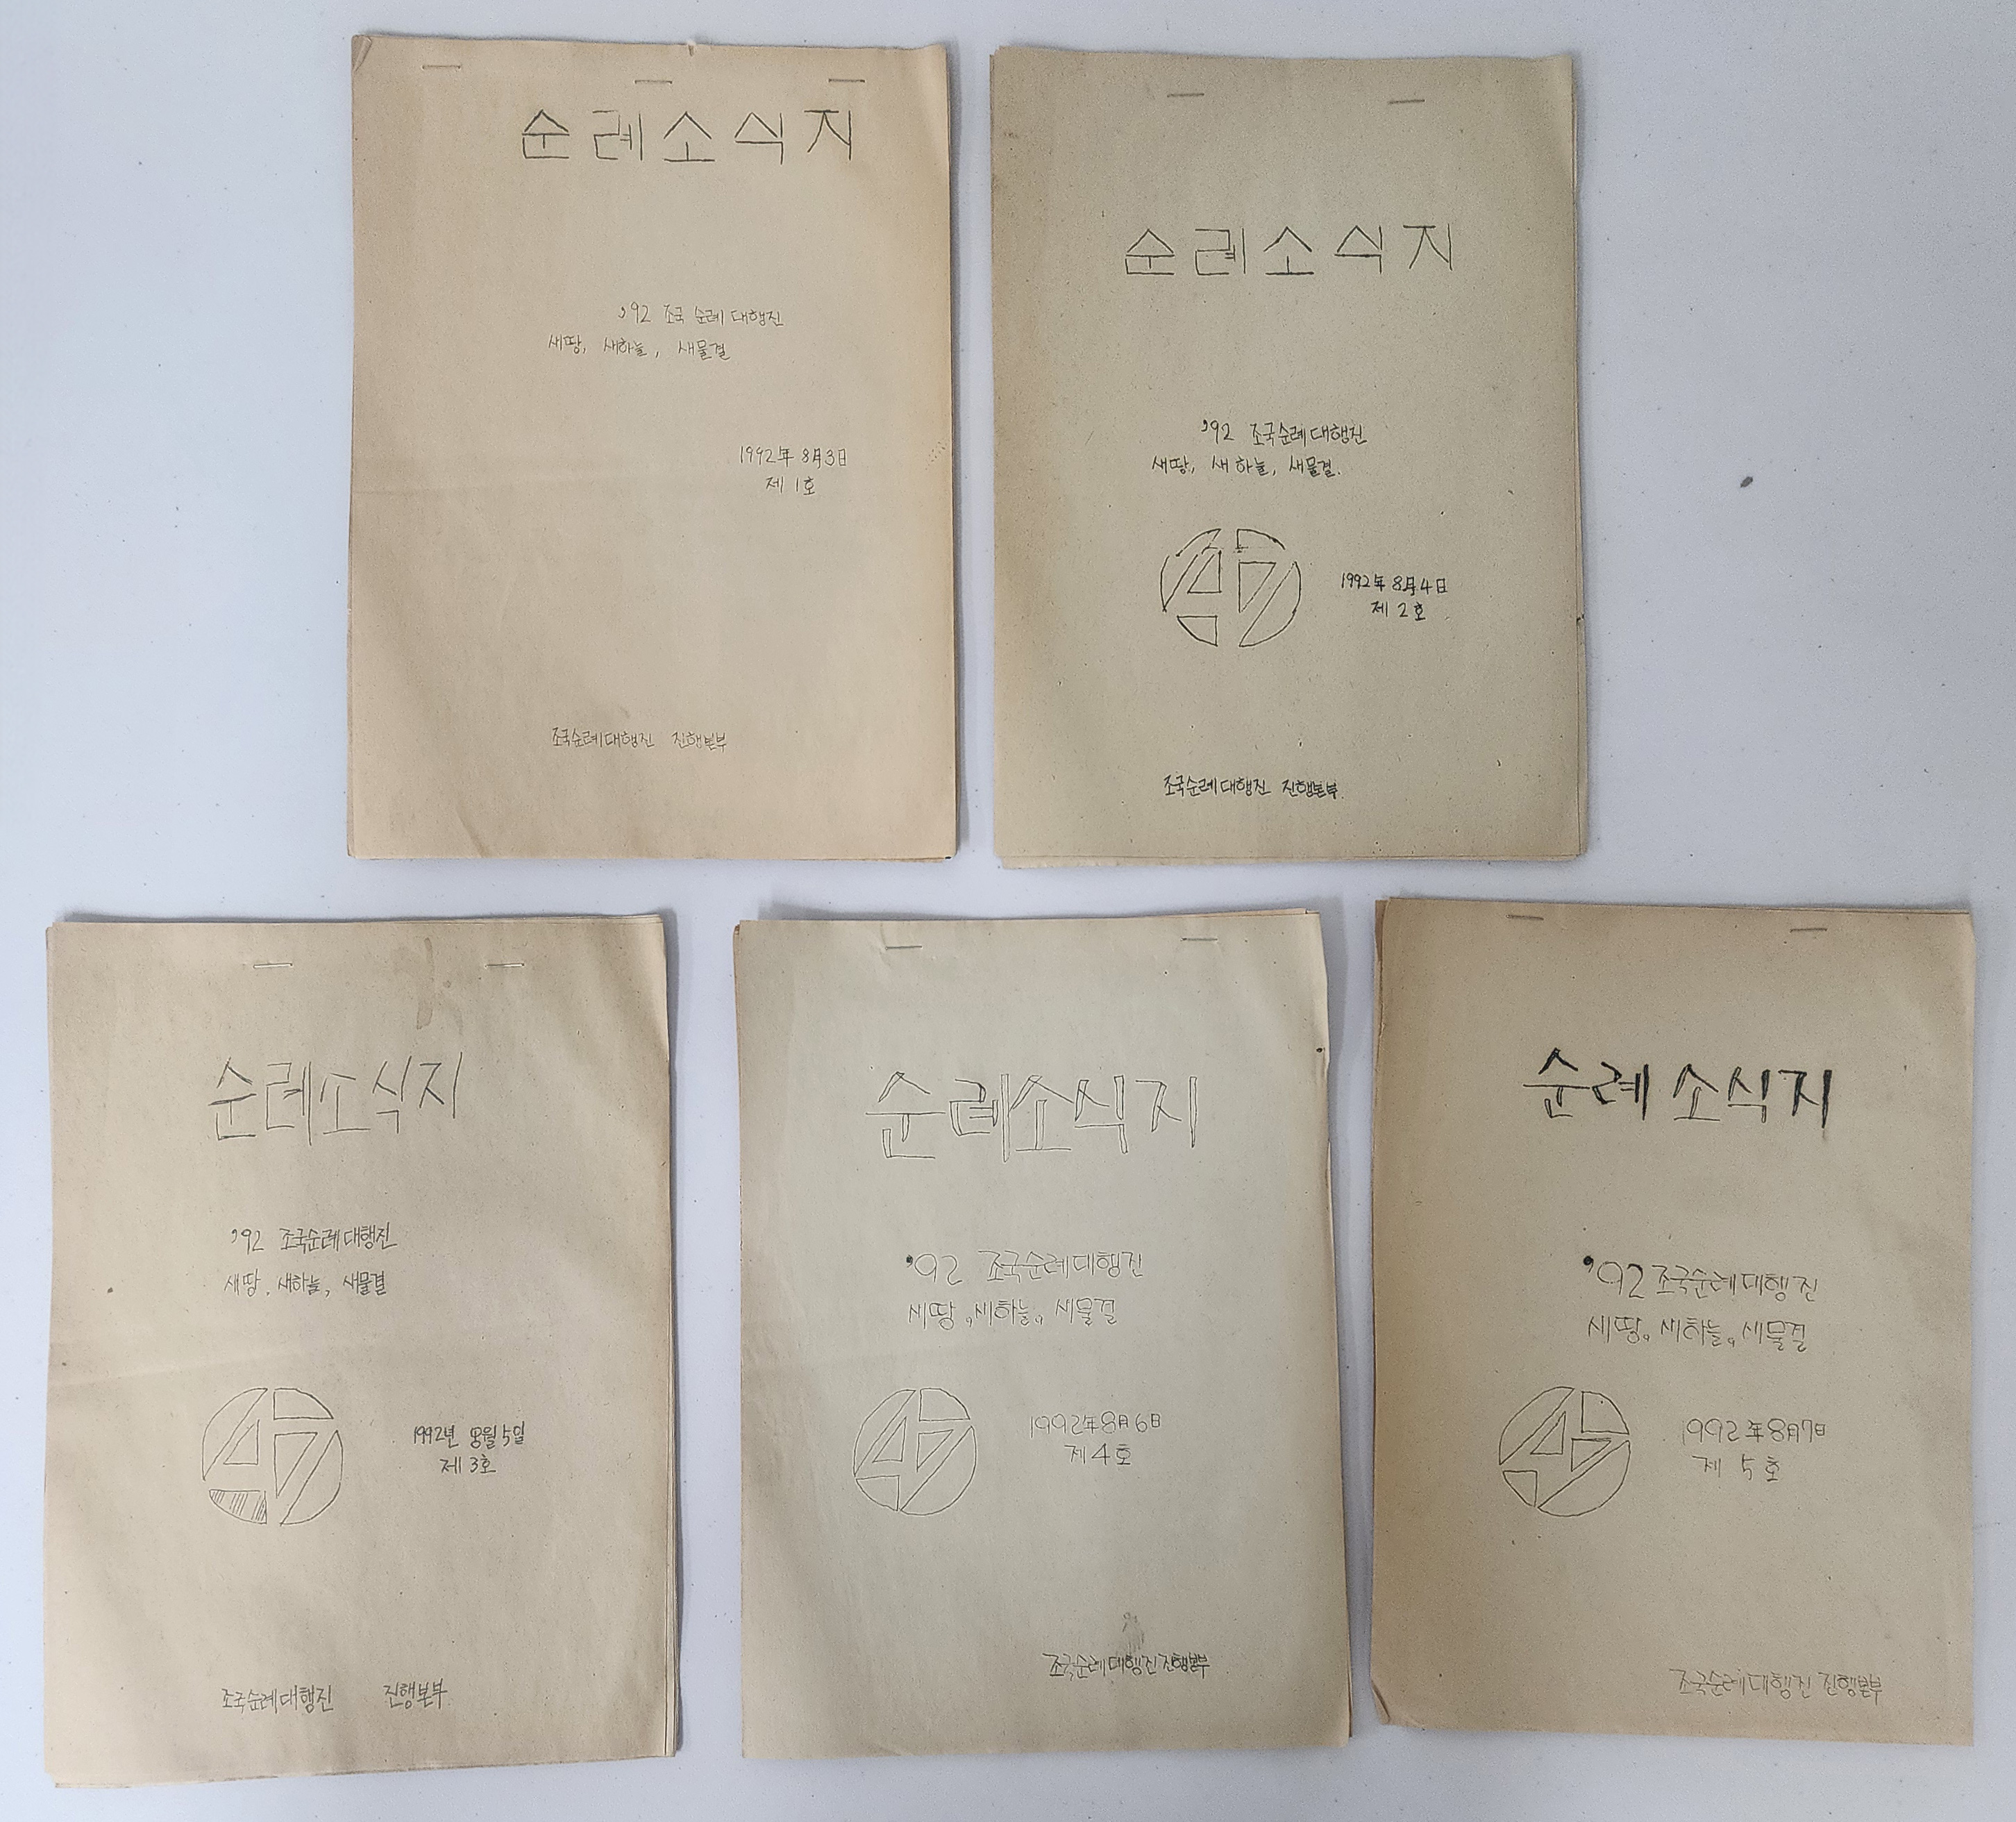 순례소식지
'92 조국 순례 대행진
새땅, 새하늘, 새물결
1992年 8月3日
제 1호
조국순례대행진 진행본부
순례소식지
'92 조국순례대행진
새땅, 새하늘, 새물결.
47
1992年 8月4日
제 2호
조국순례대행진 진행본부.
순례소식지
'92 조국순례대행진
새땅, 새하늘, 새물결
47
1992년 8월 5일
제 3호
조국순례대행진 진행본부
순례소식지
'92 조국순례대행진
새땅, 새하늘, 새물결
47
1992年8月6日
제 4호
조국순례대행진 진행본부
순례 소식지
'92 조국순례대행진
새땅, 새하늘, 새물결
47
1992年8月7日
제 5호
조국순례대행진 진행본부